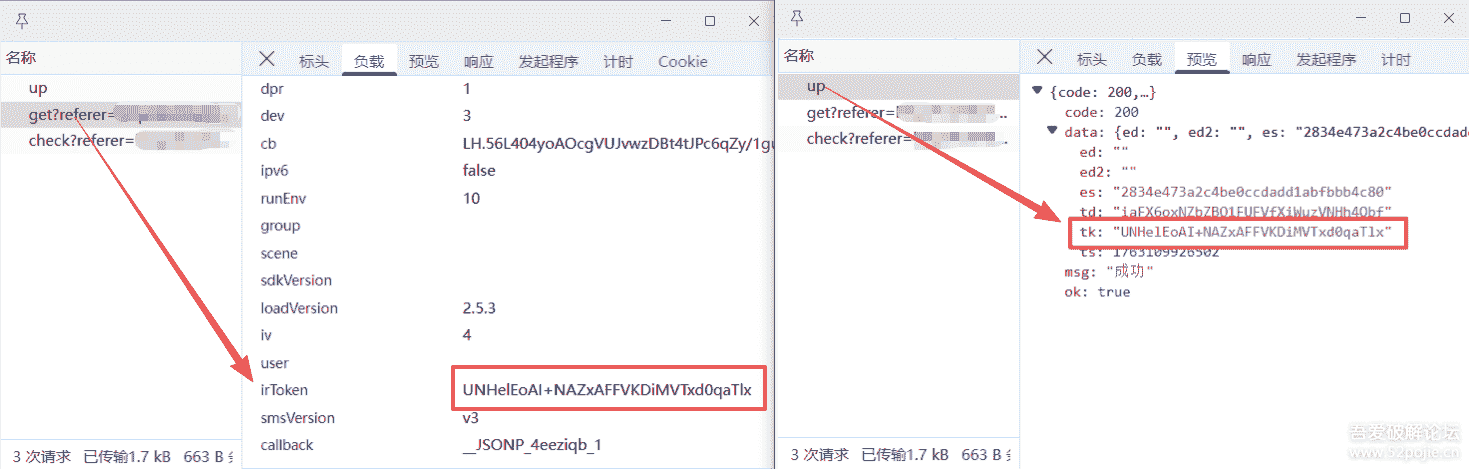 名称
up
get?referer=
check?referer=
3 次请求 已传输1.7 kB 663 B
标头 负载 预览 响应 发起程序 计时 Cookie
dpr 1
dev 3
cb LH.56L404yoAOcgVUJvwzDBt4tJPc6qZy/1gu
ipv6 false
runEnv 10
group
scene
sdkVersion
loadVersion 2.5.3
iv 4
user
irToken UNHelEoAI+NAZxAFFVKDiMVTxd0qaTlx
smsVersion v3
callback __JSONP_4eeziqb_1
名称
up
get?referer=
check?referer=
3 次请求 已传输1.7 kB 663 B
标头 负载 预览 响应 发起程序 计时
{code: 200,…}
code: 200
data: {ed: "", ed2: "", es: "2834e473a2c4be0ccdadd
ed: ""
ed2: ""
es: "2834e473a2c4be0ccdadd1abfbbb4c80"
td:
tk: "UNHelEoAI+NAZxAFFVKDiMVTxd0qaTlx"
ts: 1763109926502
msg: "成功"
ok: true
吾爱破解论坛
www.52pojie.cn